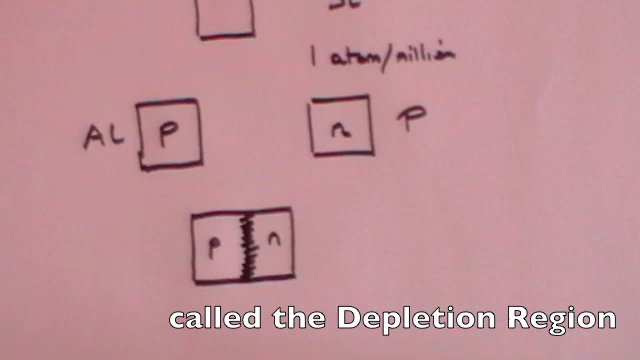 1 atom/million
AL P n P
p n
called the Depletion Region